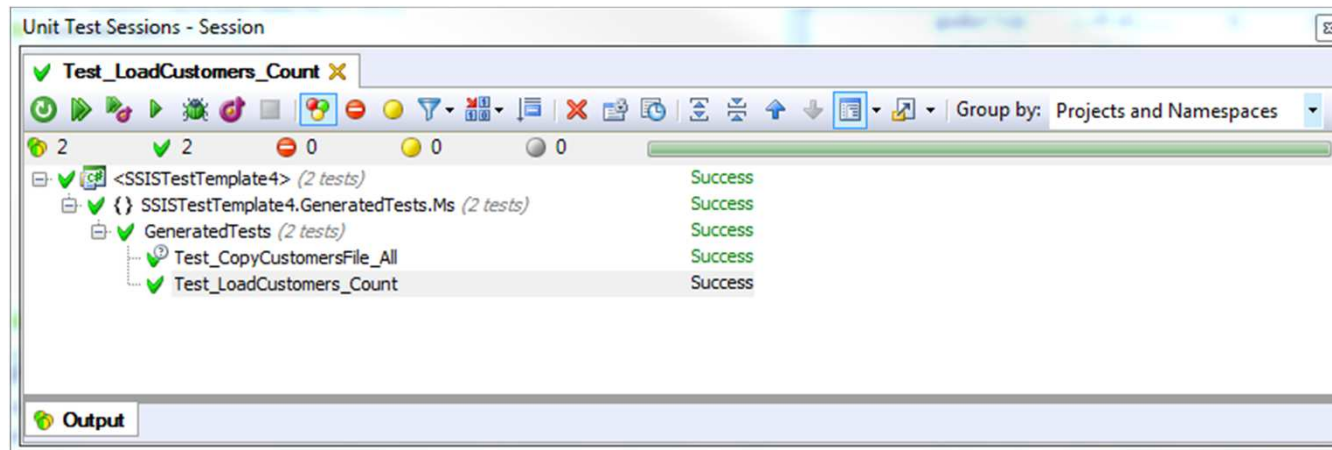 Unit Test Sessions - Session
Test_LoadCustomers_Count
Group by: Projects and Namespaces
2 2 0 0 0
<SSISTestTemplate4> (2 tests) Success
{} SSISTestTemplate4.GeneratedTests.Ms (2 tests) Success
GeneratedTests (2 tests) Success
Test_CopyCustomersFile_All Success
Test_LoadCustomers_Count Success
Output